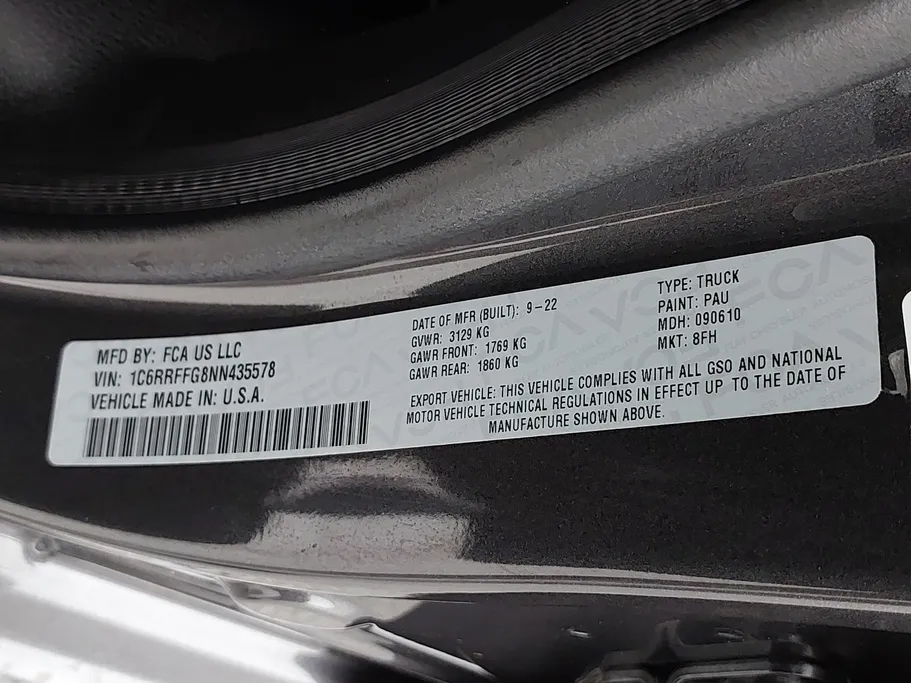 MFD BY: FCA US LLC
VIN: 1C6RRFFG8NN435578
VEHICLE MADE IN: U.S.A.
DATE OF MFR (BUILT): 9-22
GVWR: 3129 KG
GAWR FRONT: 1769 KG
GAWR REAR: 1860 KG
TYPE: TRUCK
PAINT: PAU
MDH: 090610
MKT: 8FH
EXPORT VEHICLE: THIS VEHICLE COMPLIES WITH ALL GSO AND NATIONAL
MOTOR VEHICLE TECHNICAL REGULATIONS IN EFFECT UP TO THE DATE OF
MANUFACTURE SHOWN ABOVE.